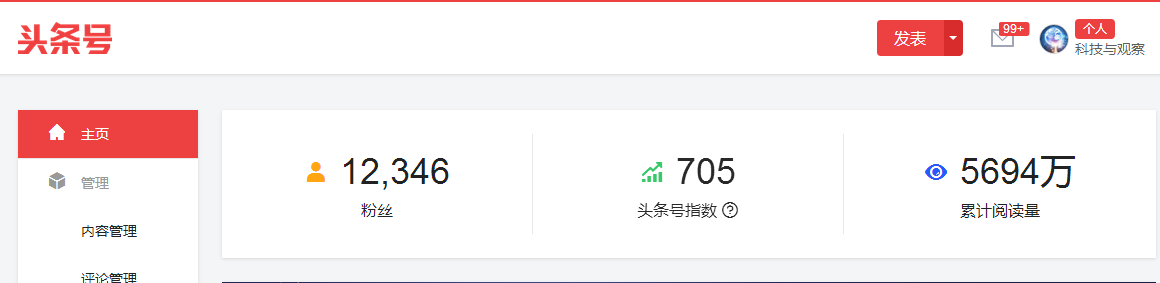 头条号
发表
99+
个人
科技与观察
主页
管理
内容管理
评论管理
12,346
粉丝
705
头条号指数
5694万
累计阅读量